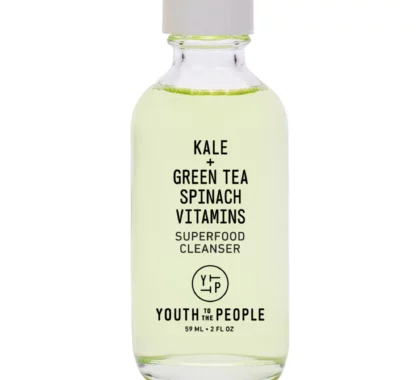 KALE
+
GREEN TEA
SPINACH
VITAMINS
SUPERFOOD
CLEANSER
Y T T P
YOUTH TO THE PEOPLE
59 ML • 2 FL OZ